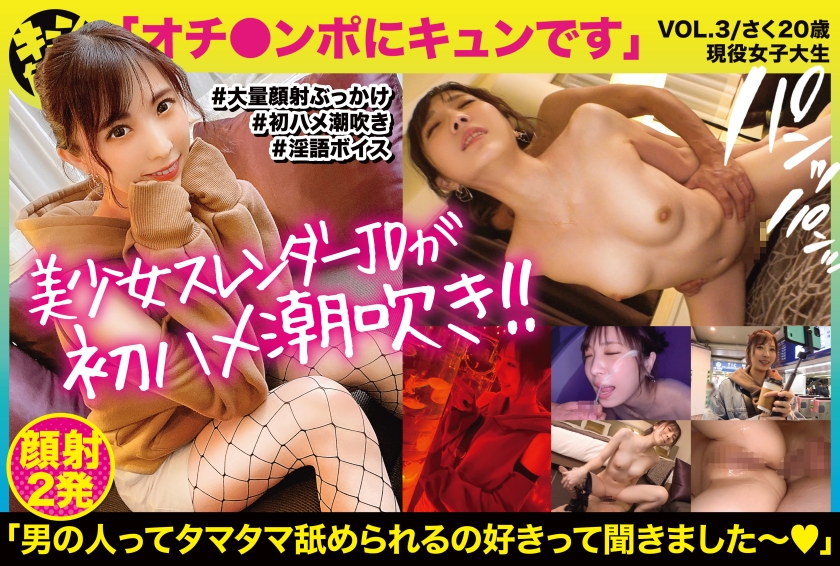 「オチ●ンポにキュンです」
VOL.3/さく20歳
現役女子大生
#大量顔射ぶっかけ
#初ハメ潮吹き
#淫語ボイス
パンッパンッ
美少女スレンダーJDが
初ハメ潮吹き!!
顔射
2発
「男の人ってタマタマ舐められるの好きって聞きました〜♥」